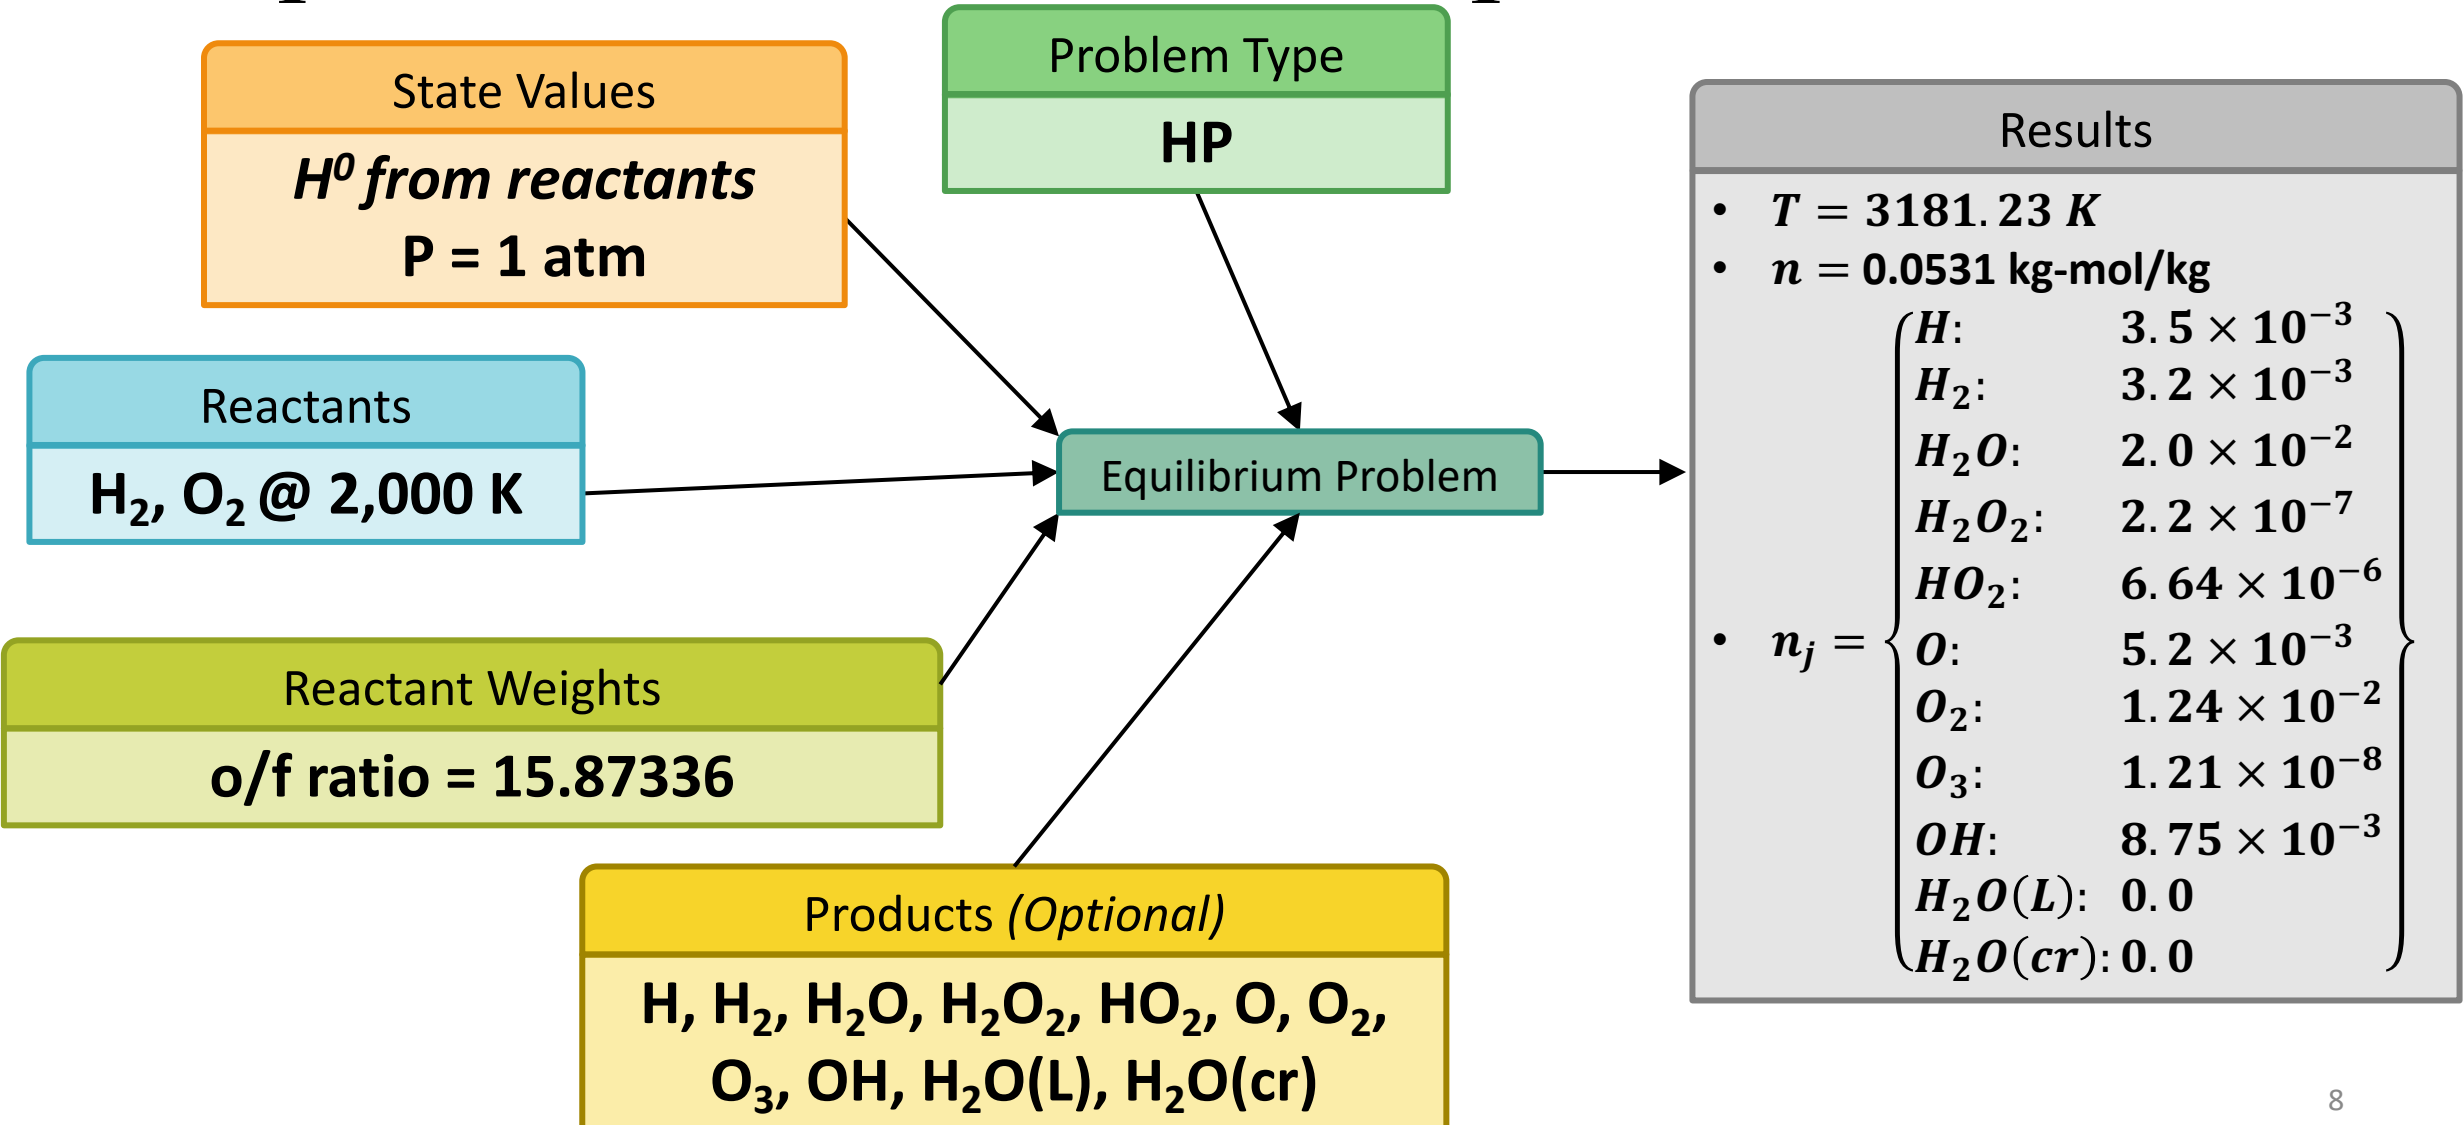 State Values
H⁰ from reactants
P = 1 atm
Problem Type
HP
Reactants
H₂, O₂ @ 2,000 K
Equilibrium Problem
Reactant Weights
o/f ratio = 15.87336
Products (Optional)
H, H₂, H₂O, H₂O₂, HO₂, O, O₂,
O₃, OH, H₂O(L), H₂O(cr)
Results
• T = 3181.23 K
• n = 0.0531 kg-mol/kg
• nⱼ =
H: 3.5 × 10⁻³
H₂: 3.2 × 10⁻³
H₂O: 2.0 × 10⁻²
H₂O₂: 2.2 × 10⁻⁷
HO₂: 6.64 × 10⁻⁶
O: 5.2 × 10⁻³
O₂: 1.24 × 10⁻²
O₃: 1.21 × 10⁻⁸
OH: 8.75 × 10⁻³
H₂O(L): 0.0
H₂O(cr): 0.0
8